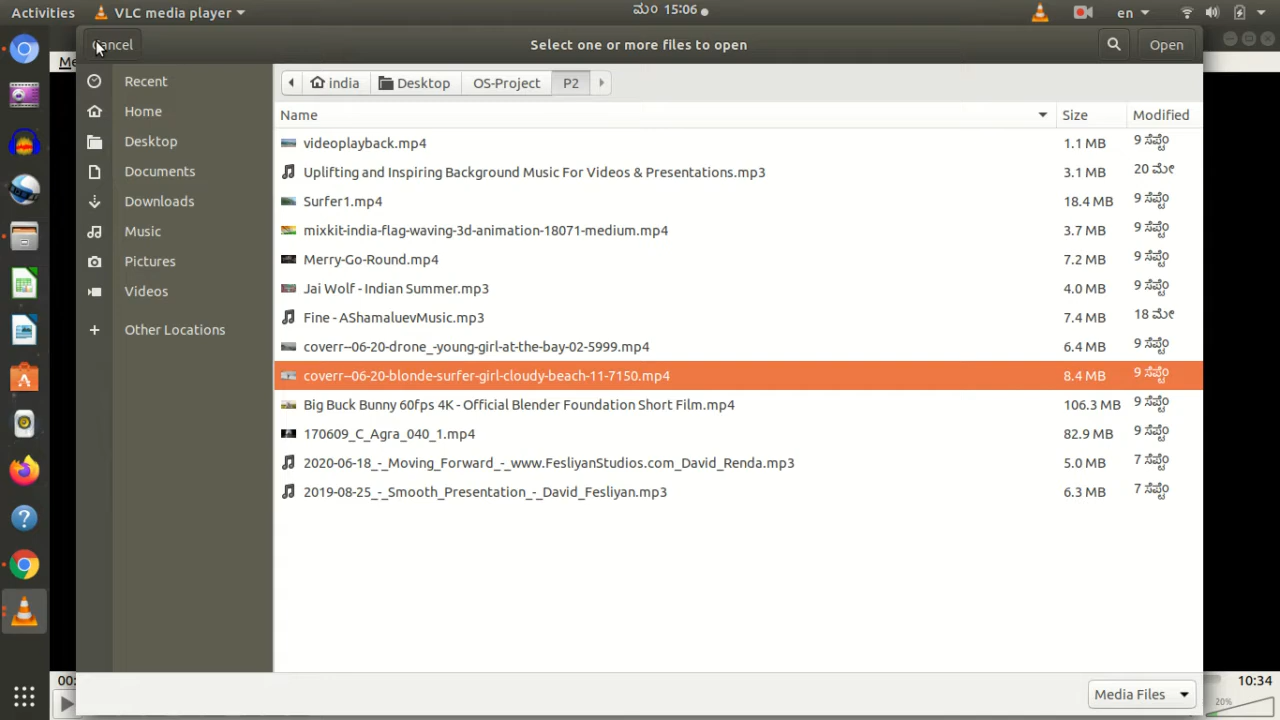 Activities VLC media player ಮಂ 15:06 en
Cancel Select one or more files to open Open
Me
Recent
Home
Desktop
Documents
Downloads
Music
Pictures
Videos
Other Locations
india Desktop OS-Project P2
Name Size Modified
videoplayback.mp4 1.1 MB 9 ಸೆಪ್ಟೆಂ
Uplifting and Inspiring Background Music For Videos & Presentations.mp3 3.1 MB 20 ಮೇ
Surfer1.mp4 18.4 MB 9 ಸೆಪ್ಟೆಂ
mixkit-india-flag-waving-3d-animation-18071-medium.mp4 3.7 MB 9 ಸೆಪ್ಟೆಂ
Merry-Go-Round.mp4 7.2 MB 9 ಸೆಪ್ಟೆಂ
Jai Wolf - Indian Summer.mp3 4.0 MB 9 ಸೆಪ್ಟೆಂ
Fine - AShamaluevMusic.mp3 7.4 MB 18 ಮೇ
coverr--06-20-drone_-young-girl-at-the-bay-02-5999.mp4 6.4 MB 9 ಸೆಪ್ಟೆಂ
coverr--06-20-blonde-surfer-girl-cloudy-beach-11-7150.mp4 8.4 MB 9 ಸೆಪ್ಟೆಂ
Big Buck Bunny 60fps 4K - Official Blender Foundation Short Film.mp4 106.3 MB 9 ಸೆಪ್ಟೆಂ
170609_C_Agra_040_1.mp4 82.9 MB 9 ಸೆಪ್ಟೆಂ
2020-06-18_-_Moving_Forward_-_www.FesliyanStudios.com_David_Renda.mp3 5.0 MB 7 ಸೆಪ್ಟೆಂ
2019-08-25_-_Smooth_Presentation_-_David_Fesliyan.mp3 6.3 MB 7 ಸೆಪ್ಟೆಂ
00: 10:34
Media Files 20%